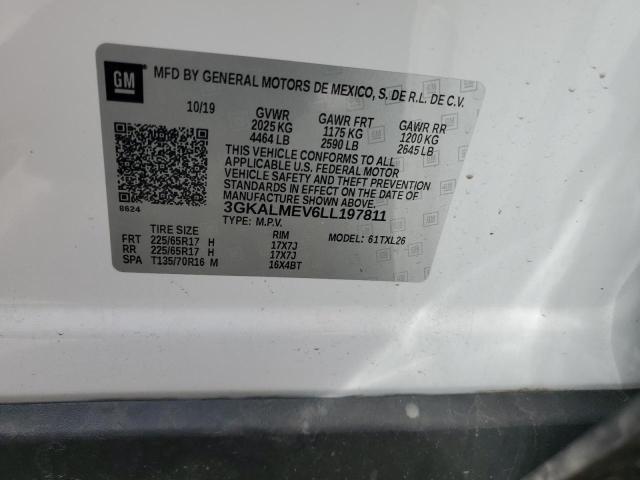 GM MFD BY GENERAL MOTORS DE MEXICO, S. DE R.L. DE C.V.
10/19 GVWR GAWR FRT GAWR RR
2025 KG 1175 KG 1200 KG
4464 LB 2590 LB 2645 LB
THIS VEHICLE CONFORMS TO ALL
APPLICABLE U.S. FEDERAL MOTOR
VEHICLE SAFETY AND THEFT PREVENTION
STANDARDS IN EFFECT ON THE DATE OF
MANUFACTURE SHOWN ABOVE.
8624 3GKALMEV6LL197811
TYPE: M.P.V. MODEL: 61TXL26
TIRE SIZE RIM
FRT 225/65R17 H 17X7J
RR 225/65R17 H 17X7J
SPA T135/70R16 M 16X4BT